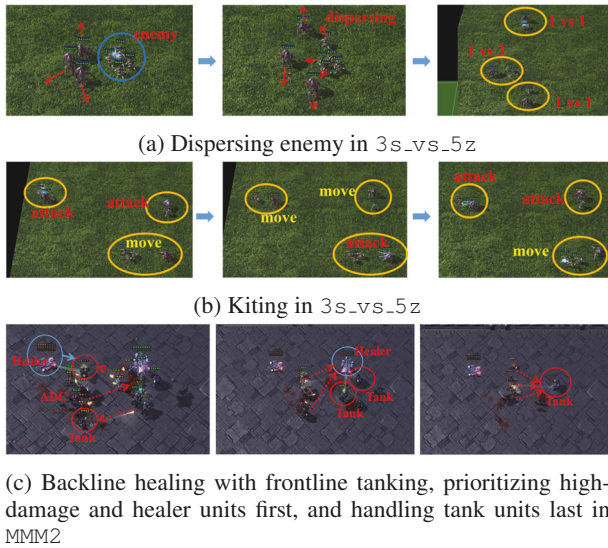 enemy
dispersing
1 vs 1
1 vs 2
1 vs 1
(a) Dispersing enemy in 3s_vs_5z
attack
attack
move
move
move
attack
attack
attack
move
(b) Kiting in 3s_vs_5z
Healer
ADC
Tank
Healer
Tank
Tank
Tank
(c) Backline healing with frontline tanking, prioritizing high-
damage and healer units first, and handling tank units last in
MMM2